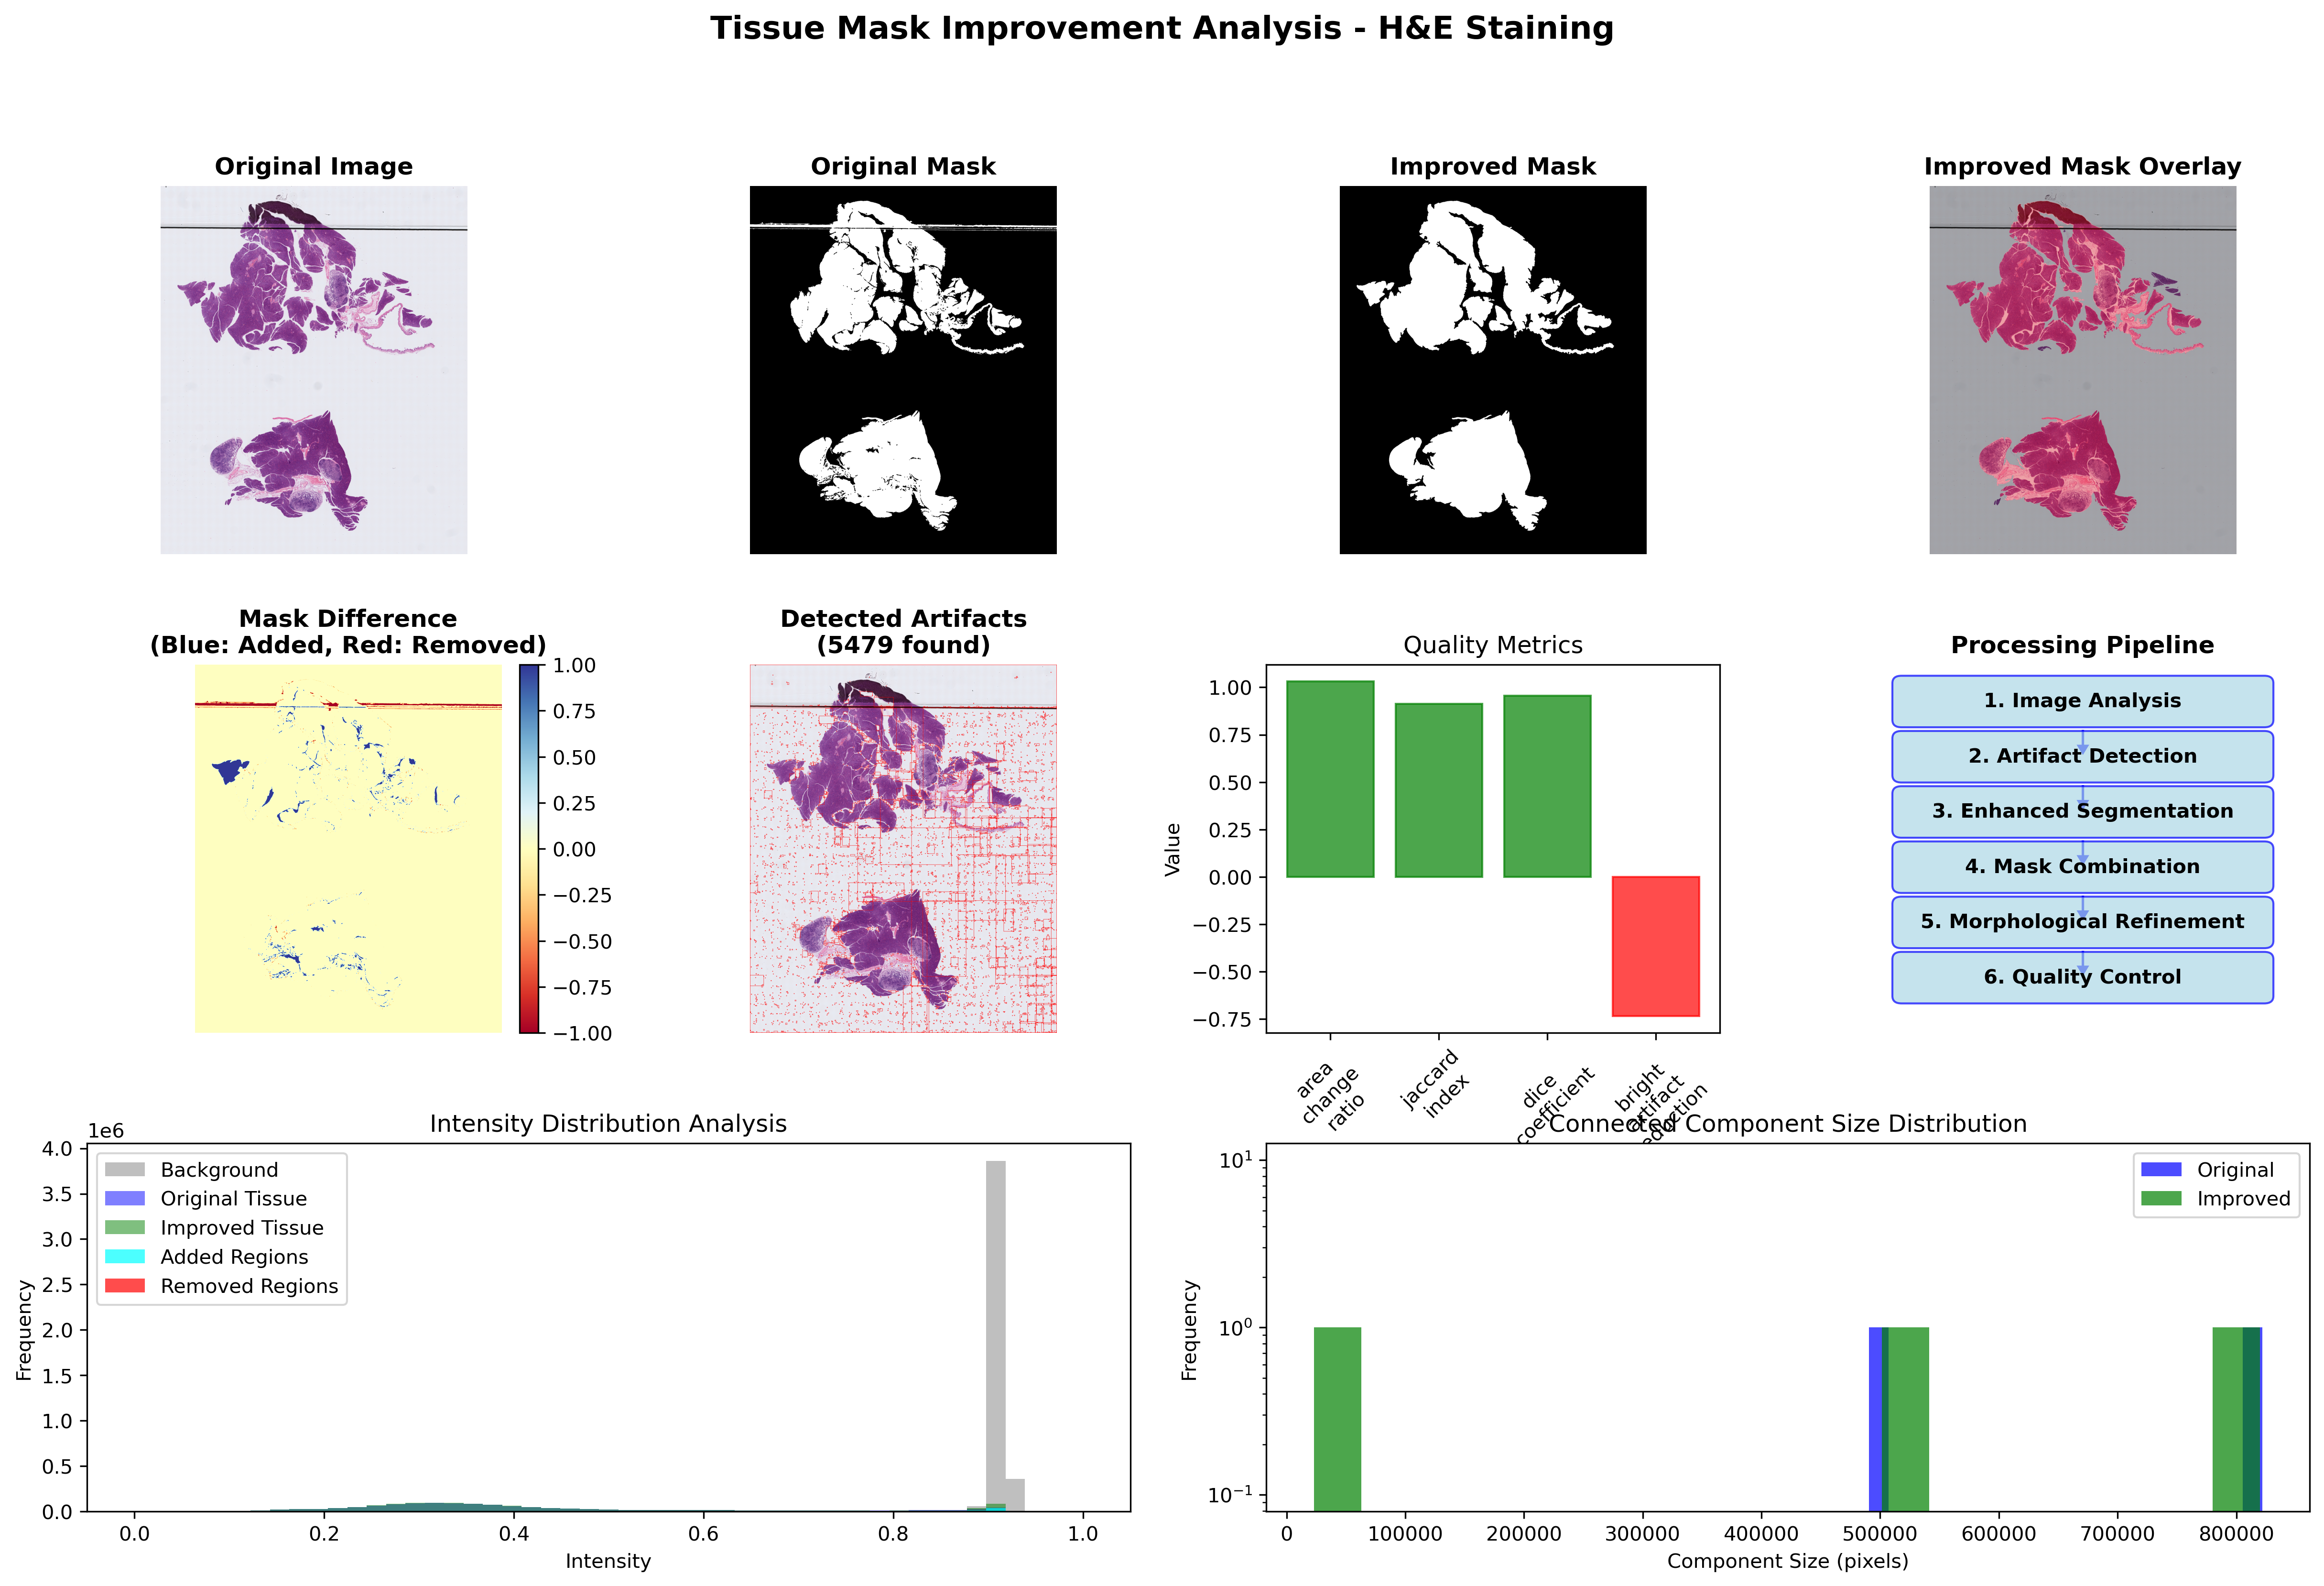 Tissue Mask Improvement Analysis - H&E Staining
Original Image
Original Mask
Improved Mask
Improved Mask Overlay
Mask Difference
(Blue: Added, Red: Removed)
1.00
0.75
0.50
0.25
0.00
−0.25
−0.50
−0.75
−1.00
Detected Artifacts
(5479 found)
Quality Metrics
Value
1.00
0.75
0.50
0.25
0.00
−0.25
−0.50
−0.75
area
change
ratio
jaccard
index
dice
coefficient
bright
artifact
Processing Pipeline
1. Image Analysis
2. Artifact Detection
3. Enhanced Segmentation
4. Mask Combination
5. Morphological Refinement
6. Quality Control
Intensity Distribution Analysis
1e6
Frequency
4.0
3.5
3.0
2.5
2.0
1.5
1.0
0.5
0.0
Background
Original Tissue
Improved Tissue
Added Regions
Removed Regions
0.0
0.2
0.4
0.6
0.8
1.0
Intensity
Connected Component Size Distribution
Frequency
10¹
10⁰
10⁻¹
Original
Improved
0
100000
200000
300000
400000
500000
600000
700000
800000
Component Size (pixels)